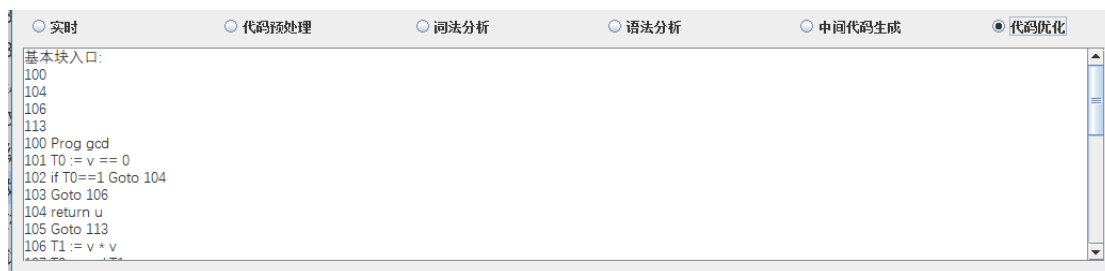 实时 代码预处理 词法分析 语法分析 中间代码生成 代码优化
基本块入口:
100
104
106
113
100 Prog gcd
101 T0 := v == 0
102 if T0==1 Goto 104
103 Goto 106
104 return u
105 Goto 113
106 T1 := v * v